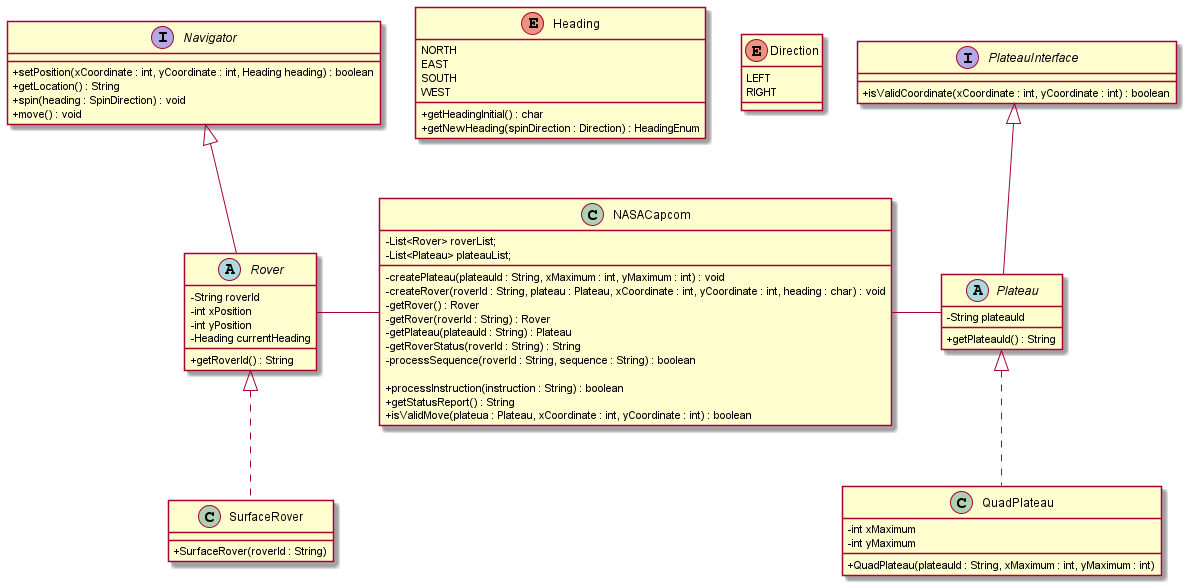 I Navigator
+setPosition(xCoordinate : int, yCoordinate : int, Heading heading) : boolean
+getLocation() : String
+spin(heading : SpinDirection) : void
+move() : void
E Heading
NORTH
EAST
SOUTH
WEST
+getHeadingInitial() : char
+getNewHeading(spinDirection : Direction) : HeadingEnum
E Direction
LEFT
RIGHT
I PlateauInterface
+isValidCoordinate(xCoordinate : int, yCoordinate : int) : boolean
A Rover
-String roverId
-int xPosition
-int yPosition
-Heading currentHeading
+getRoverId() : String
C NASACapcom
-List<Rover> roverList;
-List<Plateau> plateauList;
-createPlateau(plateauId : String, xMaximum : int, yMaximum : int) : void
-createRover(roverId : String, plateau : Plateau, xCoordinate : int, yCoordinate : int, heading : char) : void
-getRover() : Rover
-getRover(roverId : String) : Rover
-getPlateau(plateauId : String) : Plateau
-getRoverStatus(roverId : String) : String
-processSequence(roverId : String, sequence : String) : boolean
+processInstruction(instruction : String) : boolean
+getStatusReport() : String
+isValidMove(plateua : Plateau, xCoordinate : int, yCoordinate : int) : boolean
A Plateau
-String plateauId
+getPlateauId() : String
C SurfaceRover
+SurfaceRover(roverId : String)
C QuadPlateau
-int xMaximum
-int yMaximum
+QuadPlateau(plateauId : String, xMaximum : int, yMaximum : int)